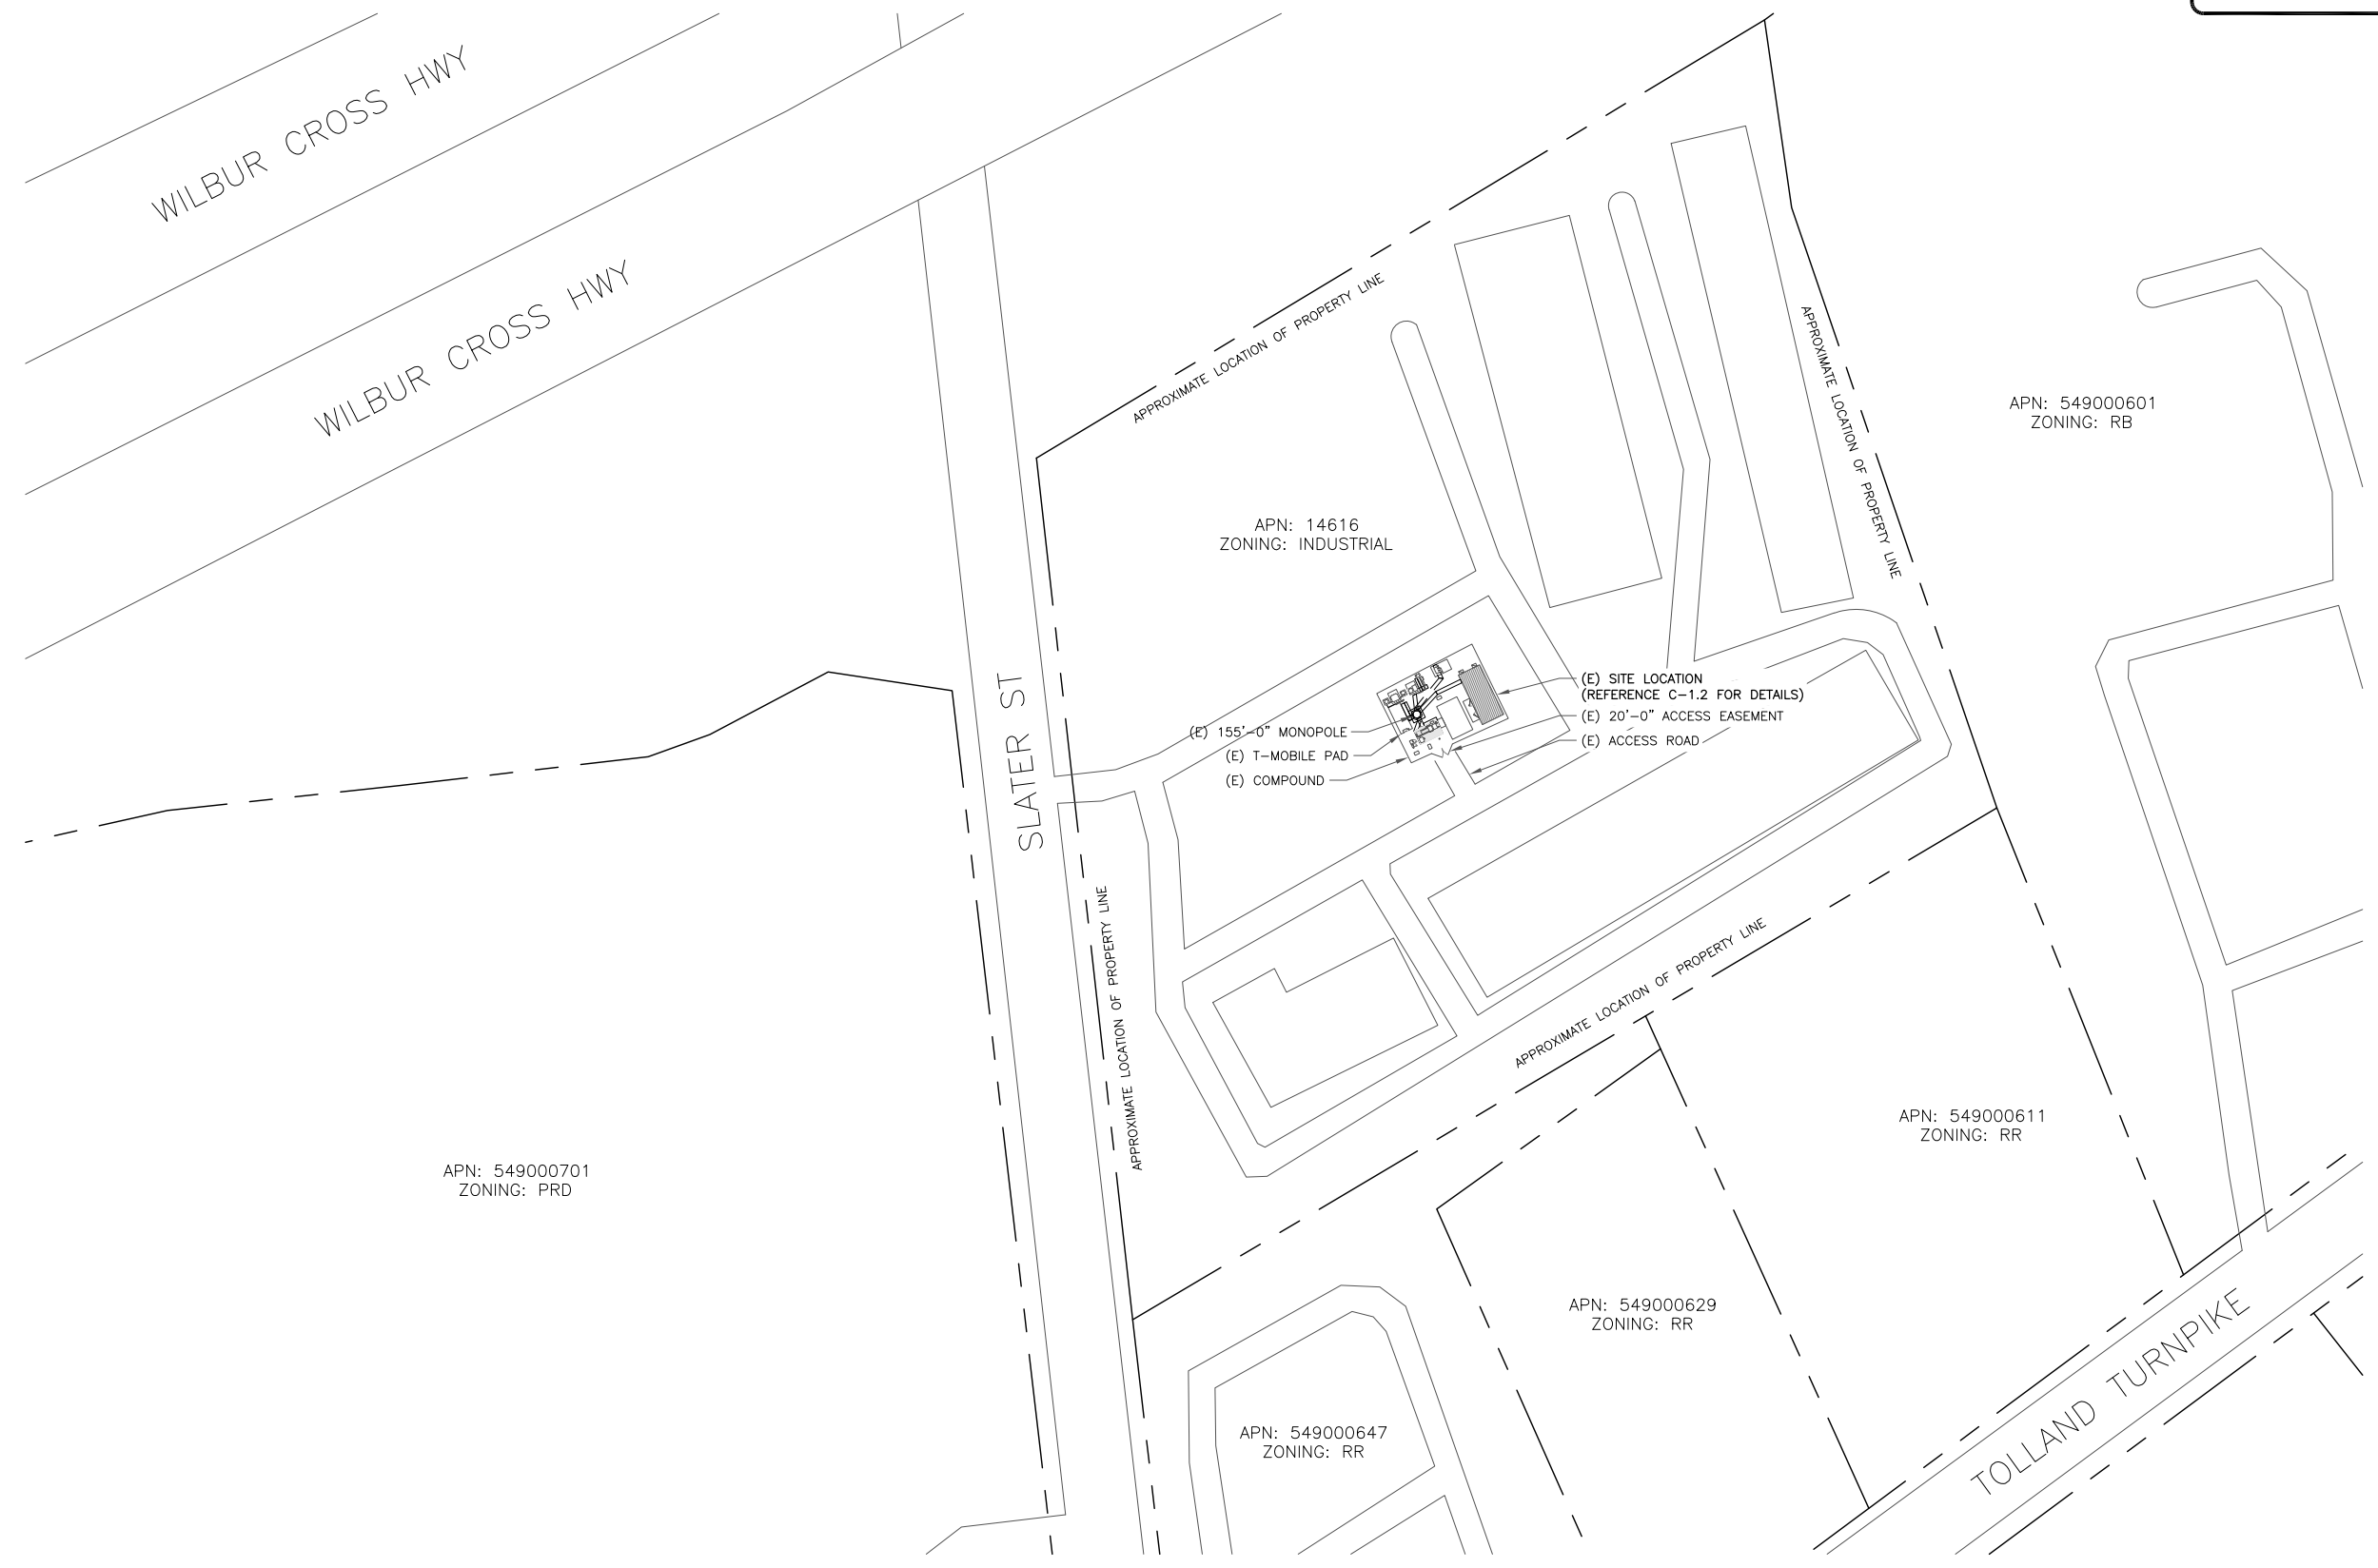 WILBUR CROSS HWY
WILBUR CROSS HWY
APPROXIMATE LOCATION OF PROPERTY LINE
APPROXIMATE LOCATION OF PROPERTY LINE
APN: 549000601
ZONING: RB
APN: 14616
ZONING: INDUSTRIAL
SLATER ST
(E) 155'-0" MONOPOLE
(E) T-MOBILE PAD
(E) COMPOUND
(E) SITE LOCATION
(REFERENCE C-1.2 FOR DETAILS)
(E) 20'-0" ACCESS EASEMENT
(E) ACCESS ROAD
APPROXIMATE LOCATION OF PROPERTY LINE
APPROXIMATE LOCATION OF PROPERTY LINE
APN: 549000701
ZONING: PRD
APN: 549000611
ZONING: RR
APN: 549000629
ZONING: RR
APN: 549000647
ZONING: RR
TOLLAND TURNPIKE